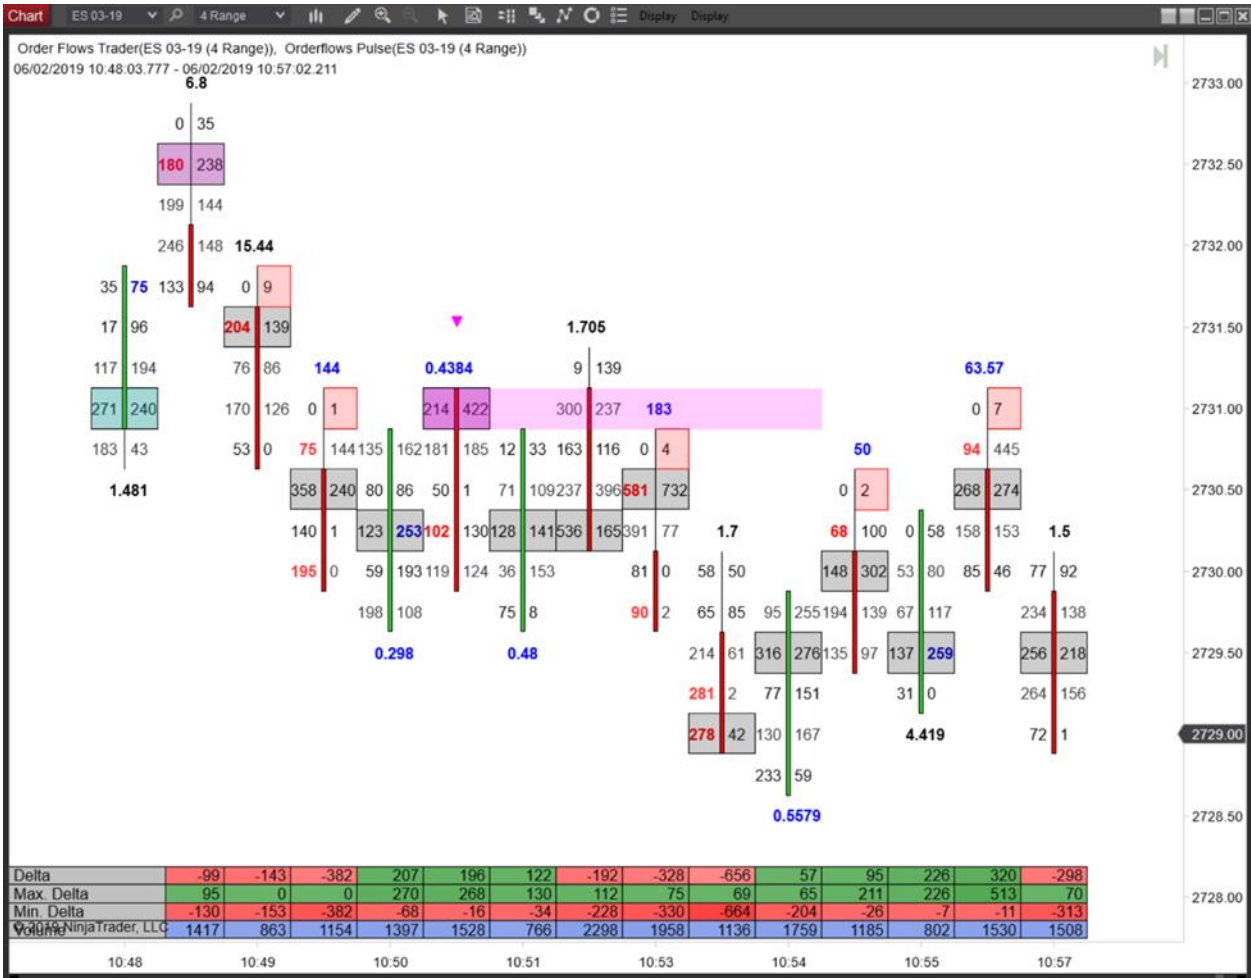 Chart ES 03-19 4 Range Display Display
Order Flows Trader(ES 03-19 (4 Range)), Orderflows Pulse(ES 03-19 (4 Range))
06/02/2019 10:48:03.777 - 06/02/2019 10:57:02.211
6.8 2733.00
0 35
180 238 2732.50
199 144
246 148 15.44 2732.00
35 75 133 94 0 9
17 96 204 139 1.705 2731.50
117 194 76 86 144 0.4384 9 139 63.57
271 240 170 126 0 1 214 422 300 237 183 0 7 2731.00
183 43 53 0 75 144 135 162 181 185 12 33 163 116 0 4 50 94 445
1.481 358 240 80 86 50 1 71 109 237 396 581 732 0 2 268 274 2730.50
140 1 123 253 102 130 128 141 536 165 391 77 1.7 68 100 0 58 158 153 1.5
195 0 59 193 119 124 36 153 81 0 58 50 148 302 53 80 85 46 77 92 2730.00
198 108 75 8 90 2 65 85 95 255 194 139 67 117 234 138
0.298 0.48 214 61 316 276 135 97 137 259 256 218 2729.50
281 2 77 151 31 0 264 156
278 42 130 167 4.419 72 1 2729.00
233 59
0.5579 2728.50
Delta -99 -143 -382 207 196 122 -192 -328 -656 57 95 226 320 -298
Max. Delta 95 0 0 270 268 130 112 75 69 65 211 226 513 70 2728.00
Min. Delta -130 -153 -382 -68 -16 -34 -228 -330 -664 -204 -26 -7 -11 -313
Volume © 2019 NinjaTrader, LLC 1417 863 1154 1397 1528 766 2298 1958 1136 1759 1185 802 1530 1508
10:48 10:49 10:50 10:51 10:53 10:54 10:55 10:57